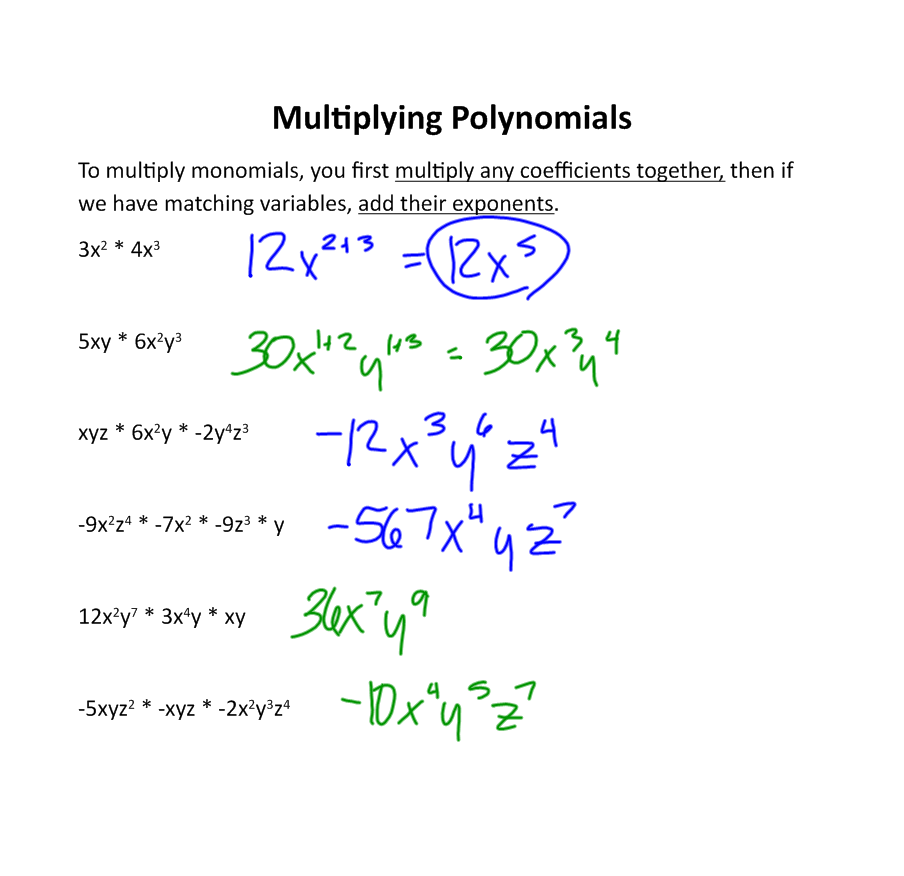 Multiplying Polynomials
To multiply monomials, you first multiply any coefficients together, then if
we have matching variables, add their exponents.
3x² * 4x³ 12x²⁺³ = 12x⁵
5xy * 6x²y³ 30x¹⁺²y¹⁺³ = 30x³y⁴
xyz * 6x²y * -2y⁴z³ -12x³y⁶z⁴
-9x²z⁴ * -7x² * -9z³ * y -567x⁴yz⁷
12x²y⁷ * 3x⁴y * xy 36x⁷y⁹
-5xyz² * -xyz * -2x²y³z⁴ -10x⁴y⁵z⁷